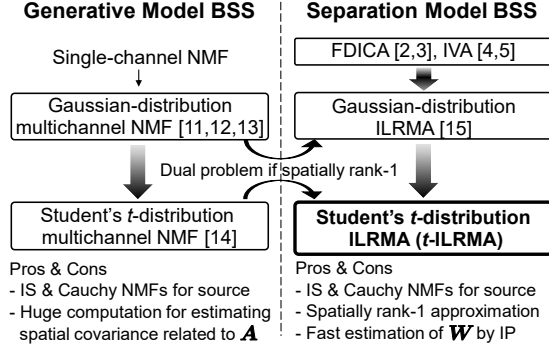 Generative Model BSS
Single-channel NMF
Gaussian-distribution
multichannel NMF [11,12,13]
Student's t-distribution
multichannel NMF [14]
Pros & Cons
- IS & Cauchy NMFs for source
- Huge computation for estimating
spatial covariance related to A
Dual problem if spatially rank-1
Separation Model BSS
FDICA [2,3], IVA [4,5]
Gaussian-distribution
ILRMA [15]
Student's t-distribution
ILRMA (t-ILRMA)
Pros & Cons
- IS & Cauchy NMFs for source
- Spatially rank-1 approximation
- Fast estimation of W by IP